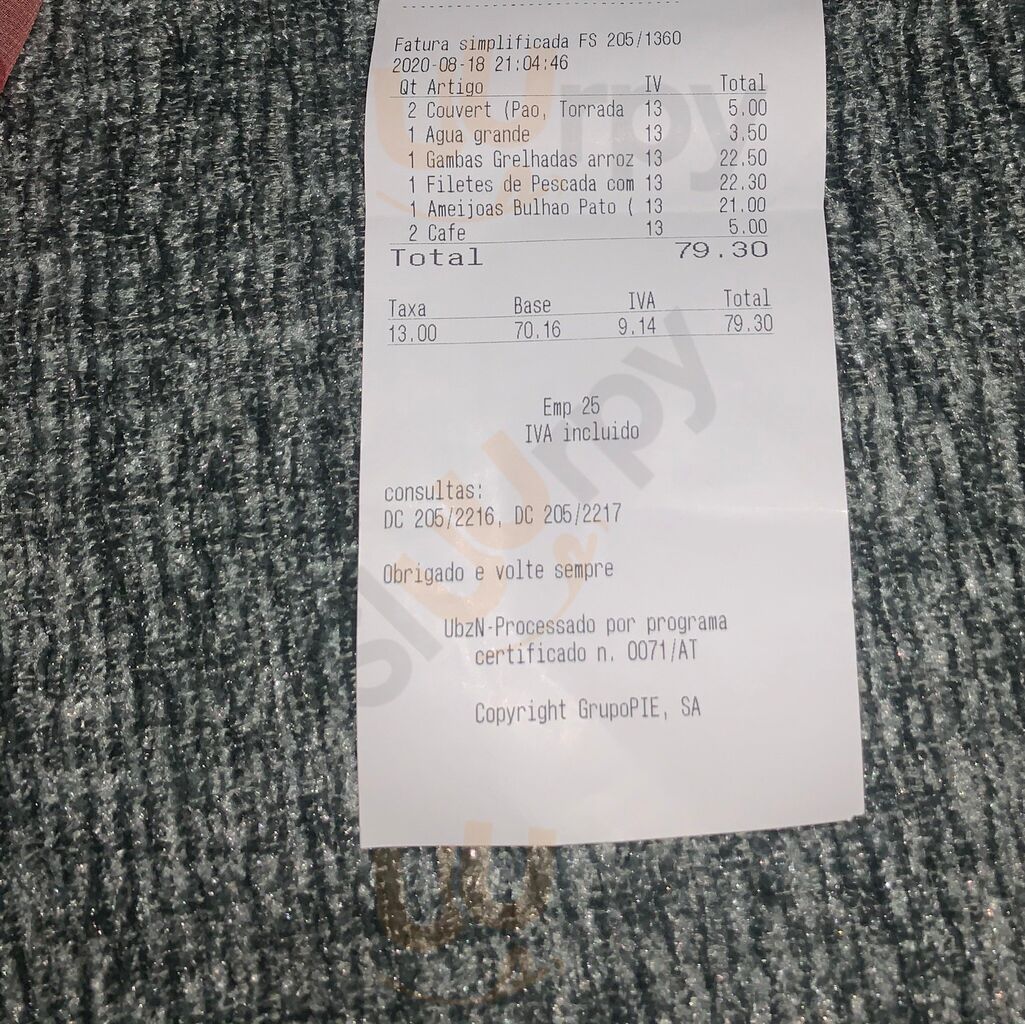 Fatura simplificada FS 205/1360
2020-08-18 21:04:46
Qt Artigo IV Total
2 Couvert (Pao, Torrada 13 5.00
1 Agua grande 13 3.50
1 Gambas Grelhadas arroz 13 22.50
1 Filetes de Pescada com 13 22.30
1 Ameijoas Bulhao Pato ( 13 21.00
2 Cafe 13 5.00
Total 79.30
Taxa Base IVA Total
13.00 70.16 9.14 79.30
Emp 25
IVA incluido
consultas:
DC 205/2216, DC 205/2217
Obrigado e volte sempre
UbzN-Processado por programa
certificado n. 0071/AT
Copyright GrupoPIE, SA
slUrpy